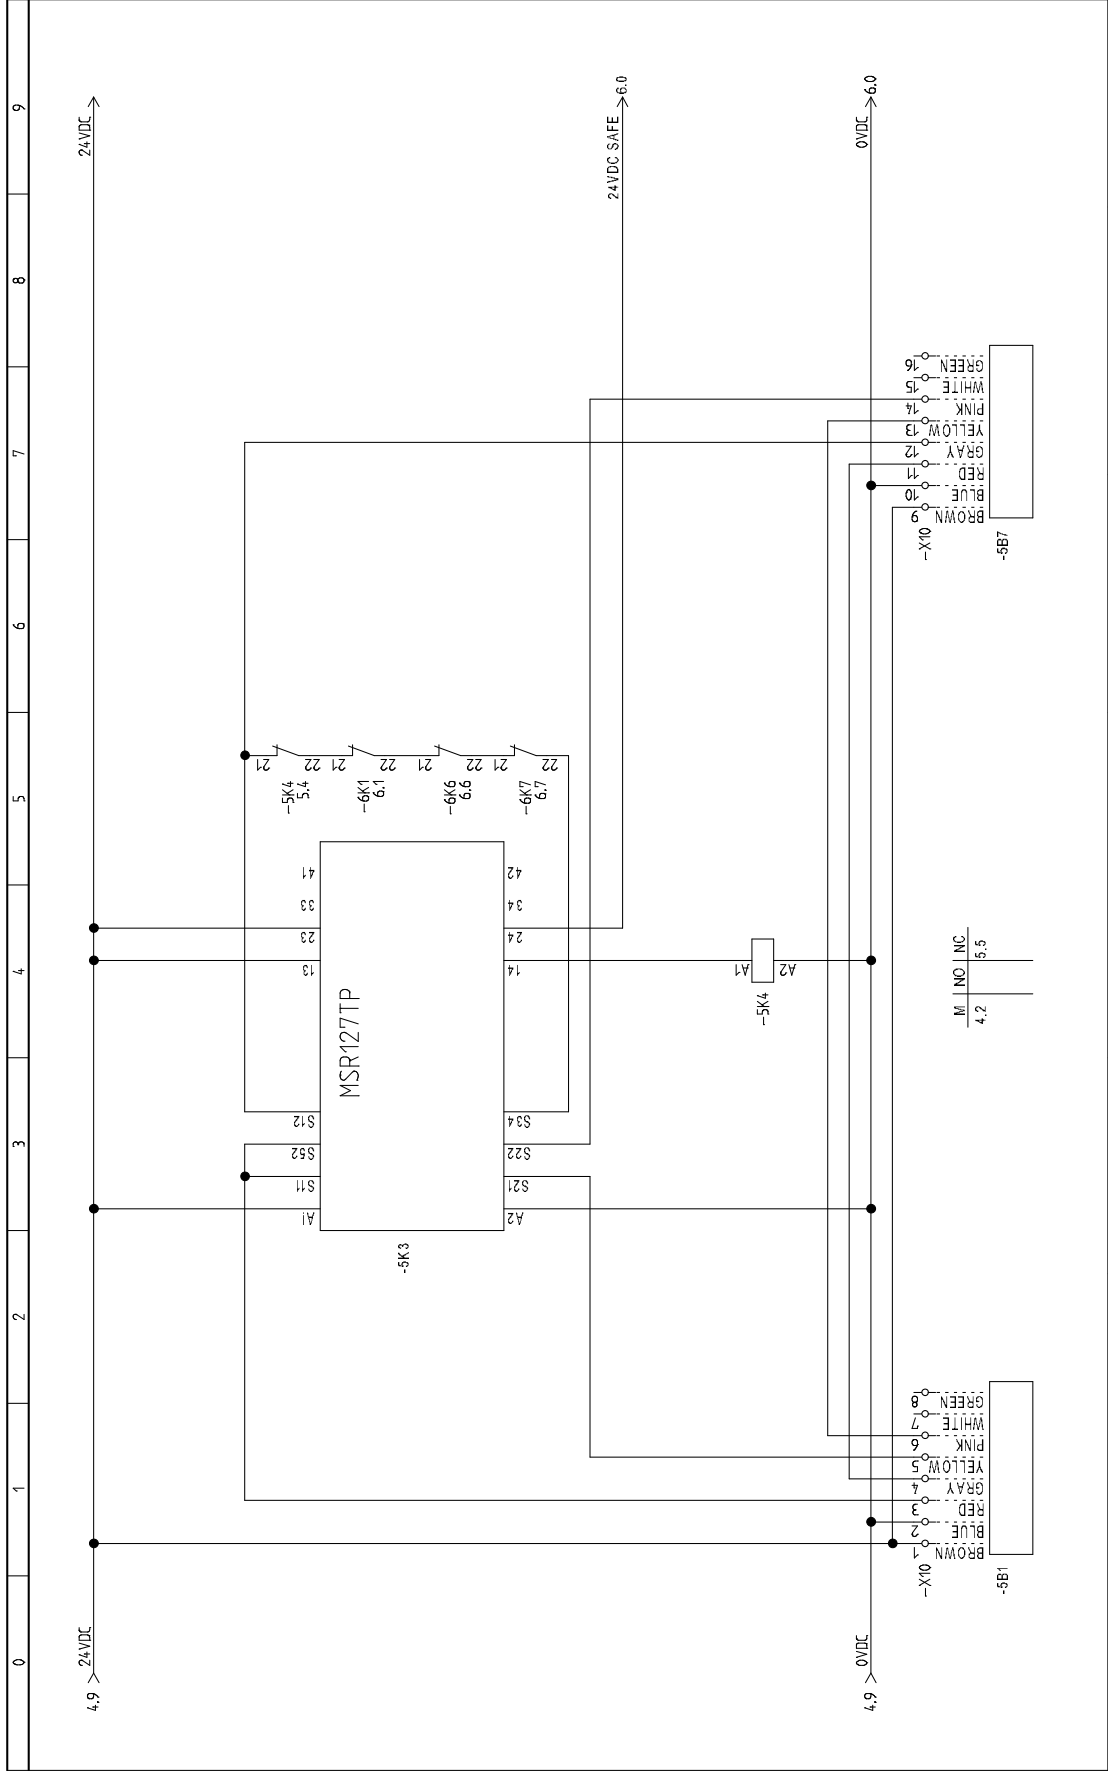 0
1
2
3
4
5
6
7
8
9
4.9
24VDC
24VDC
A!
S11
S52
S12
13
23
33
41
MSR127TP
-5K3
A2
S21
S22
S34
14
24
34
42
21
22
-5K4
5.4
21
22
-6K1
6.1
21
22
-6K6
6.6
21
22
-6K7
6.7
24VDC SAFE
6.0
A1
A2
-5K4
4.9
0VDC
0VDC
6.0
-X10
1
2
3
4
5
6
7
8
BROWN
BLUE
RED
GRAY
YELLOW
PINK
WHITE
GREEN
-5B1
M NO NC
4.2 5.5
-X10
9
10
11
12
13
14
15
16
BROWN
BLUE
RED
GRAY
YELLOW
PINK
WHITE
GREEN
-5B7